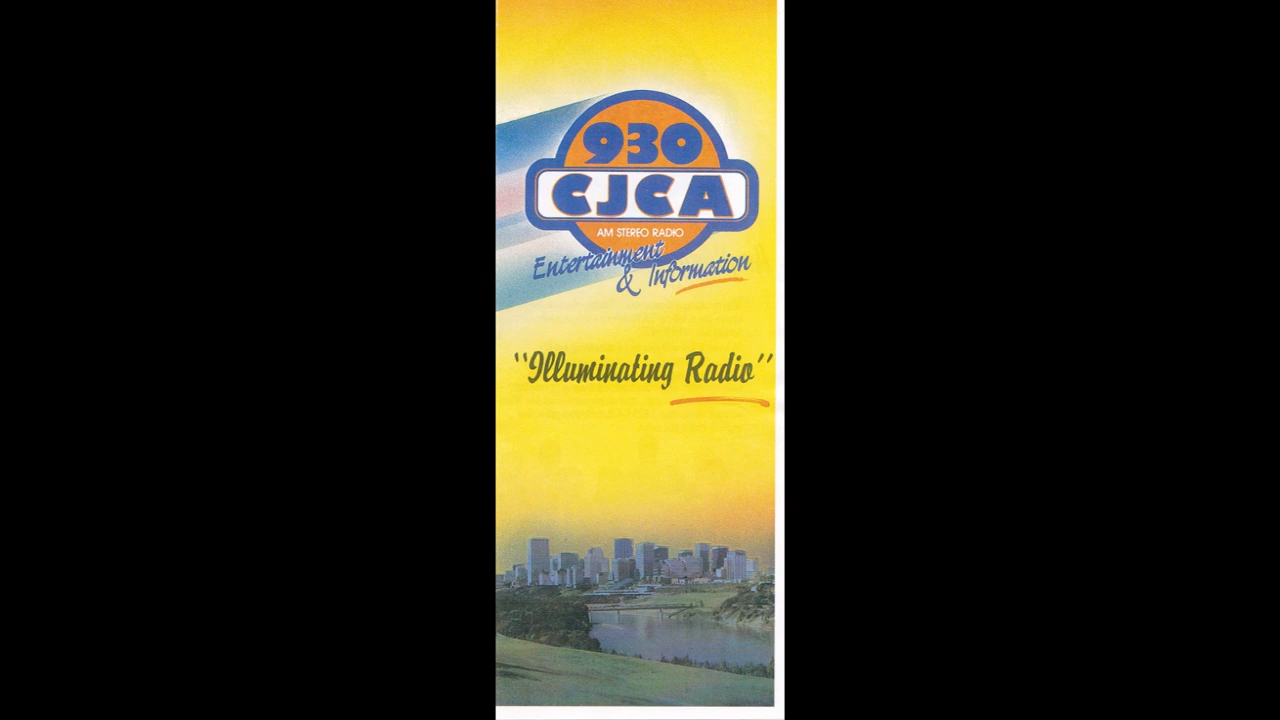 930
CJCA
AM STEREO RADIO
Entertainment
& Information
"Illuminating Radio"